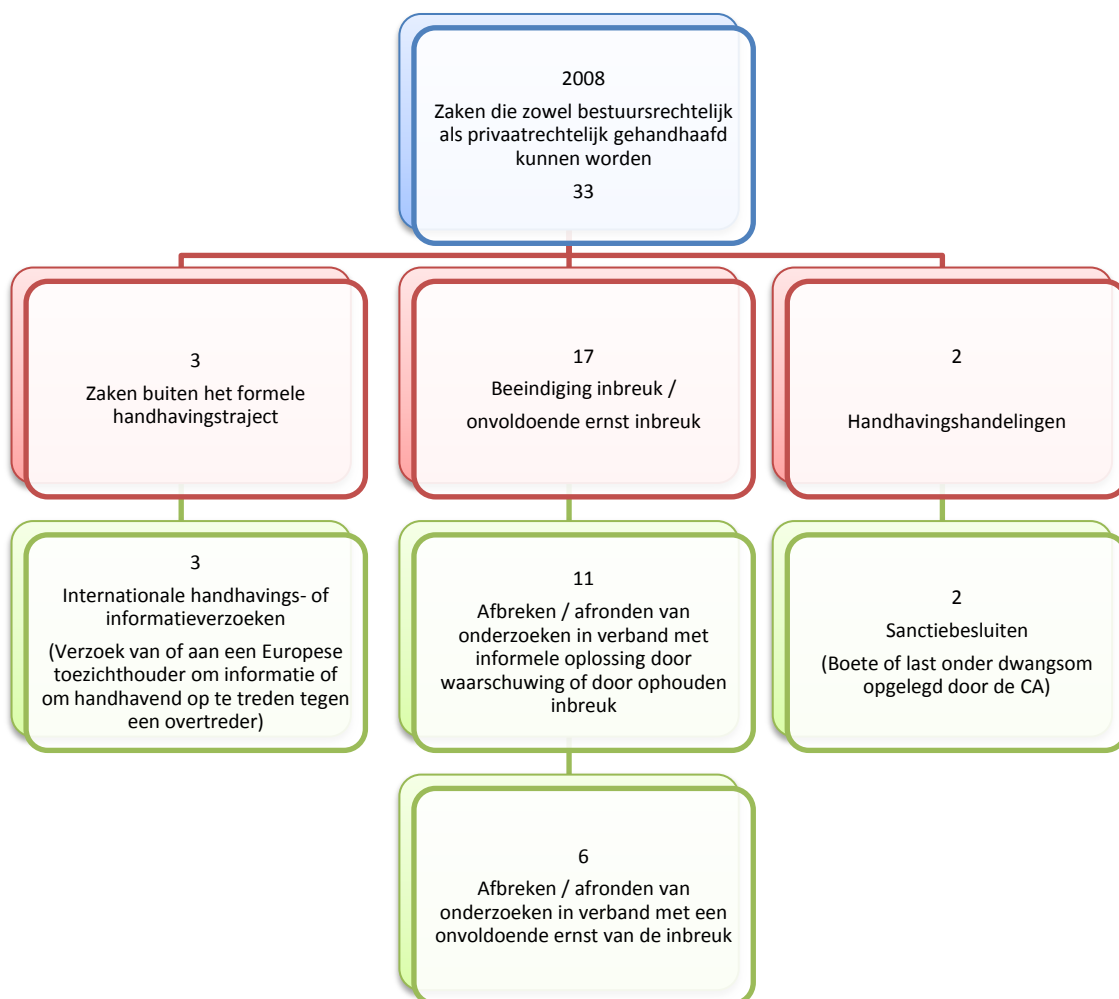 2008
Zaken die zowel bestuursrechtelijk
als privaatrechtelijk gehandhaafd
kunnen worden
33
3
Zaken buiten het formele
handhavingstraject
17
Beeindiging inbreuk /
onvoldoende ernst inbreuk
2
Handhavingshandelingen
3
Internationale handhavings- of
informatieverzoeken
(Verzoek van of aan een Europese
toezichthouder om informatie of
om handhavend op te treden tegen
een overtreder)
11
Afbreken / afronden van
onderzoeken in verband met
informele oplossing door
waarschuwing of door ophouden
inbreuk
2
Sanctiebesluiten
(Boete of last onder dwangsom
opgelegd door de CA)
6
Afbreken / afronden van
onderzoeken in verband met een
onvoldoende ernst van de inbreuk